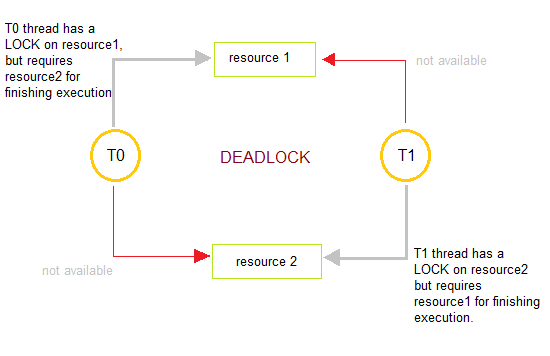 T0 thread has a
LOCK on resource1,
but requires
resource2 for
finishing execution
resource 1
not available
T0
DEADLOCK
T1
not available
resource 2
T1 thread has a
LOCK on resource2
but requires
resource1 for finishing
execution.